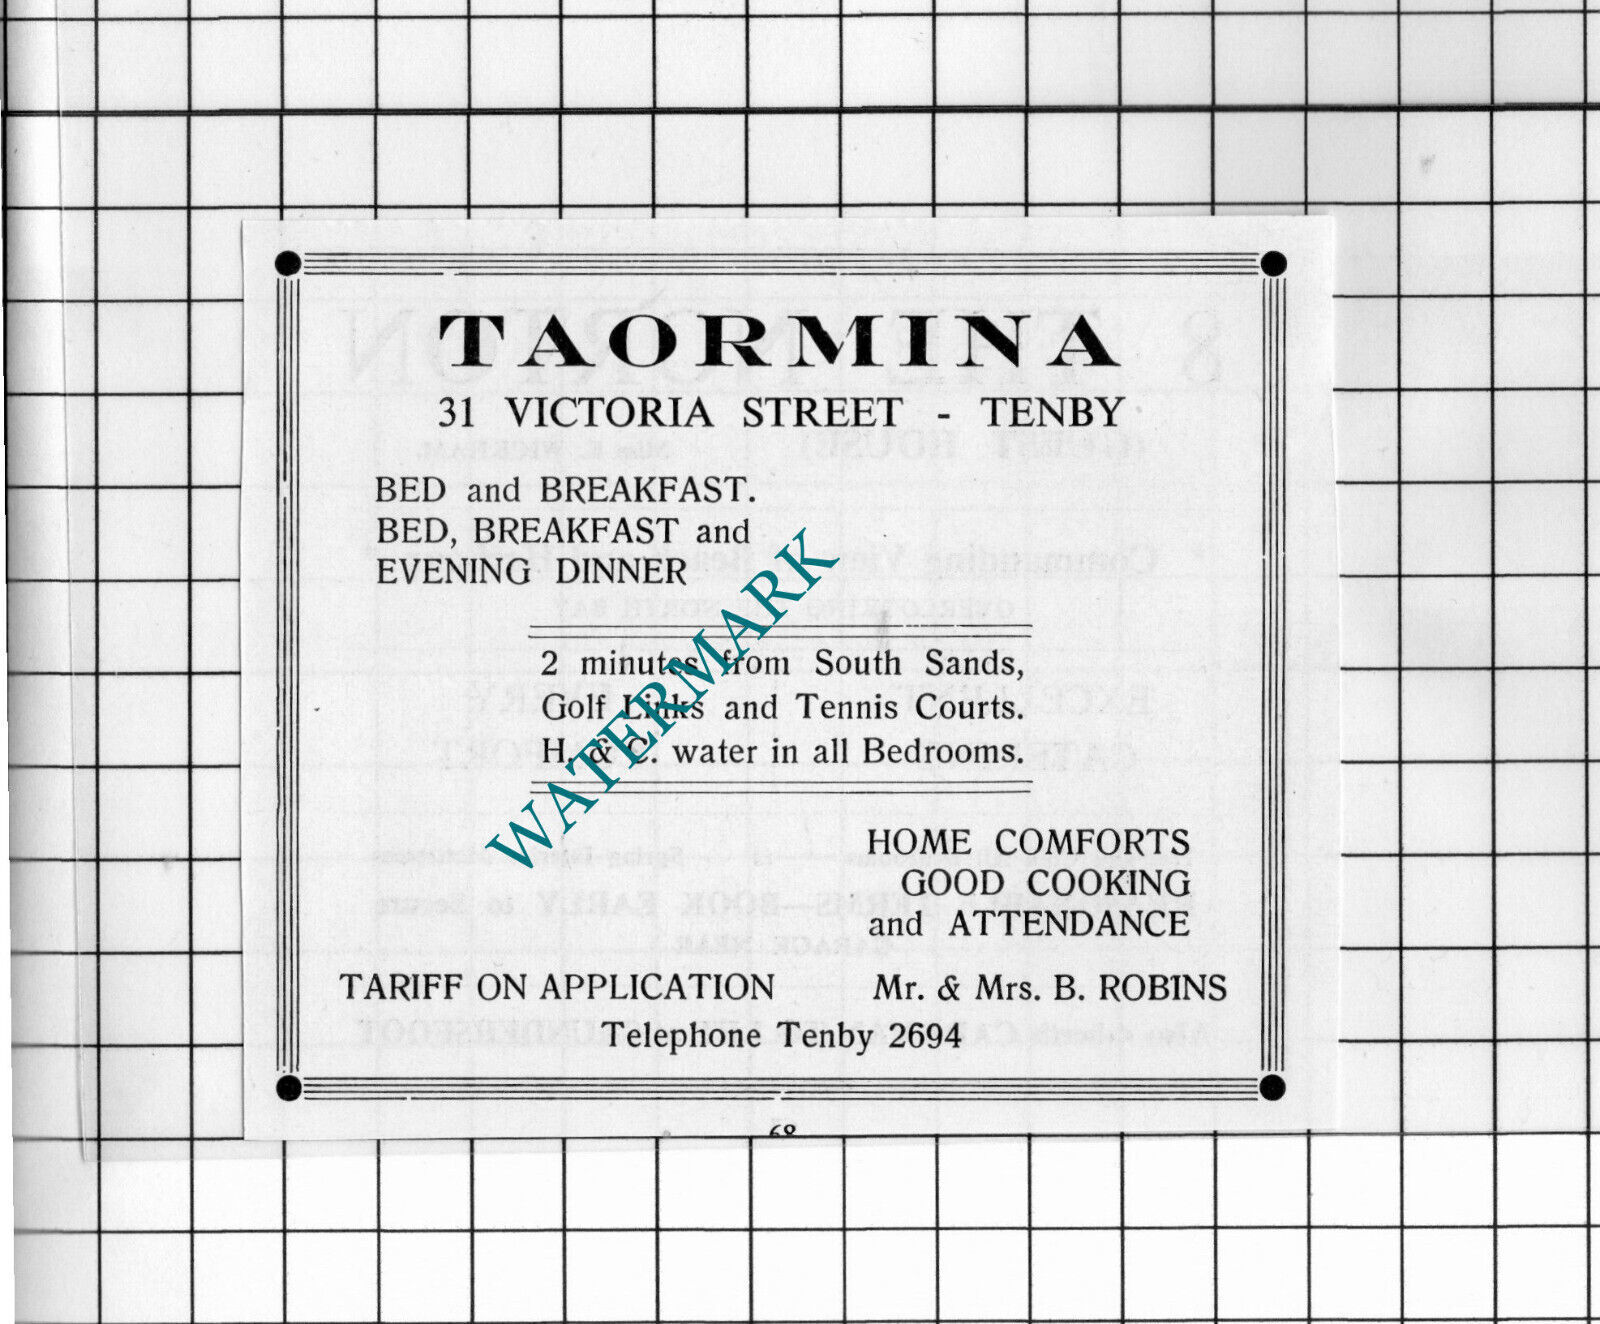 TAORMINA
31 VICTORIA STREET - TENBY
BED and BREAKFAST.
BED, BREAKFAST and
EVENING DINNER
2 minutes from South Sands,
Golf Links and Tennis Courts.
H. & C. water in all Bedrooms.
WATERMARK
HOME COMFORTS
GOOD COOKING
and ATTENDANCE
TARIFF ON APPLICATION Mr. & Mrs. B. ROBINS
Telephone Tenby 2694
68